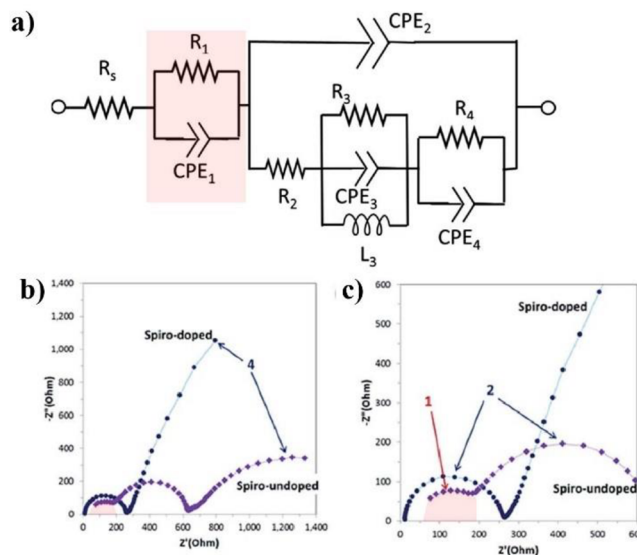 a)
CPE2
R1
Rs
CPE1
R3
R4
R2
CPE3
CPE4
L3
b)
1,400
1,200
1,000
800
600
400
200
0
-Z"(Ohm)
Spiro-doped
4
Spiro-undoped
0 200 400 600 800 1,000 1,200 1,400
Z'(Ohm)
c)
600
500
400
300
200
100
0
-Z"(Ohm)
Spiro-doped
1
2
Spiro-undoped
0 100 200 300 400 500 600
Z'(Ohm)